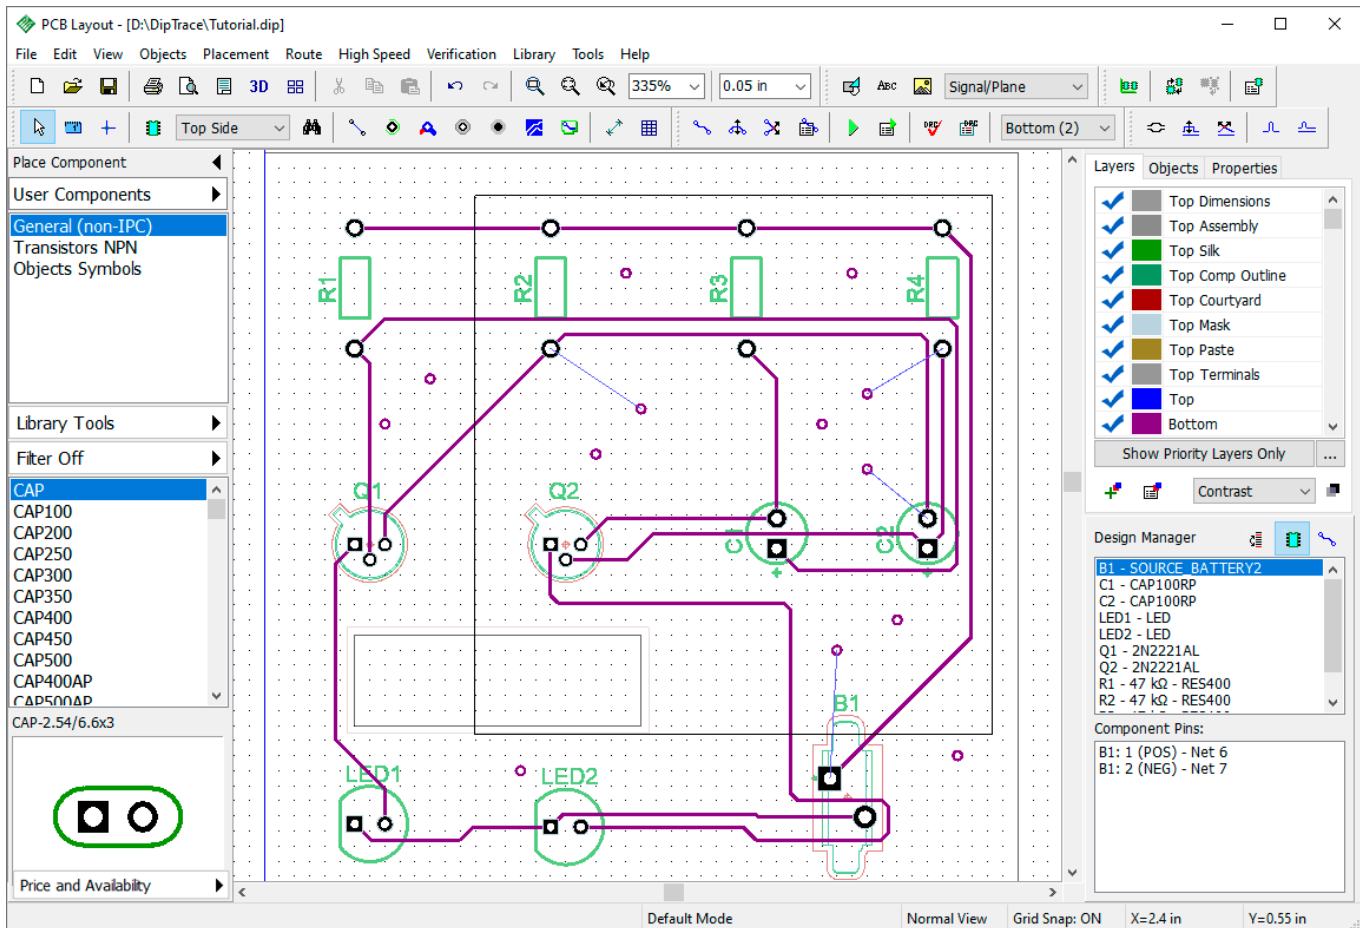 PCB Layout - [D:\DipTrace\Tutorial.dip]
File Edit View Objects Placement Route High Speed Verification Library Tools Help
3D 335% 0.05 in ABC Signal/Plane
Top Side DRC DRC Bottom (2)
Place Component
User Components
General (non-IPC)
Transistors NPN
Objects Symbols
Library Tools
Filter Off
CAP
CAP100
CAP200
CAP250
CAP300
CAP350
CAP400
CAP450
CAP500
CAP400AP
CAP500AP
CAP-2.54/6.6x3
Price and Availability
R1
R2
R3
R4
Q1
Q2
C1
C2
B1
LED1
LED2
Layers Objects Properties
Top Dimensions
Top Assembly
Top Silk
Top Comp Outline
Top Courtyard
Top Mask
Top Paste
Top Terminals
Top
Bottom
Show Priority Layers Only ...
Contrast
Design Manager
B1 - SOURCE_BATTERY2
C1 - CAP100RP
C2 - CAP100RP
LED1 - LED
LED2 - LED
Q1 - 2N2221AL
Q2 - 2N2221AL
R1 - 47 kΩ - RES400
R2 - 47 kΩ - RES400
Component Pins:
B1: 1 (POS) - Net 6
B1: 2 (NEG) - Net 7
Default Mode Normal View Grid Snap: ON X=2.4 in Y=0.55 in